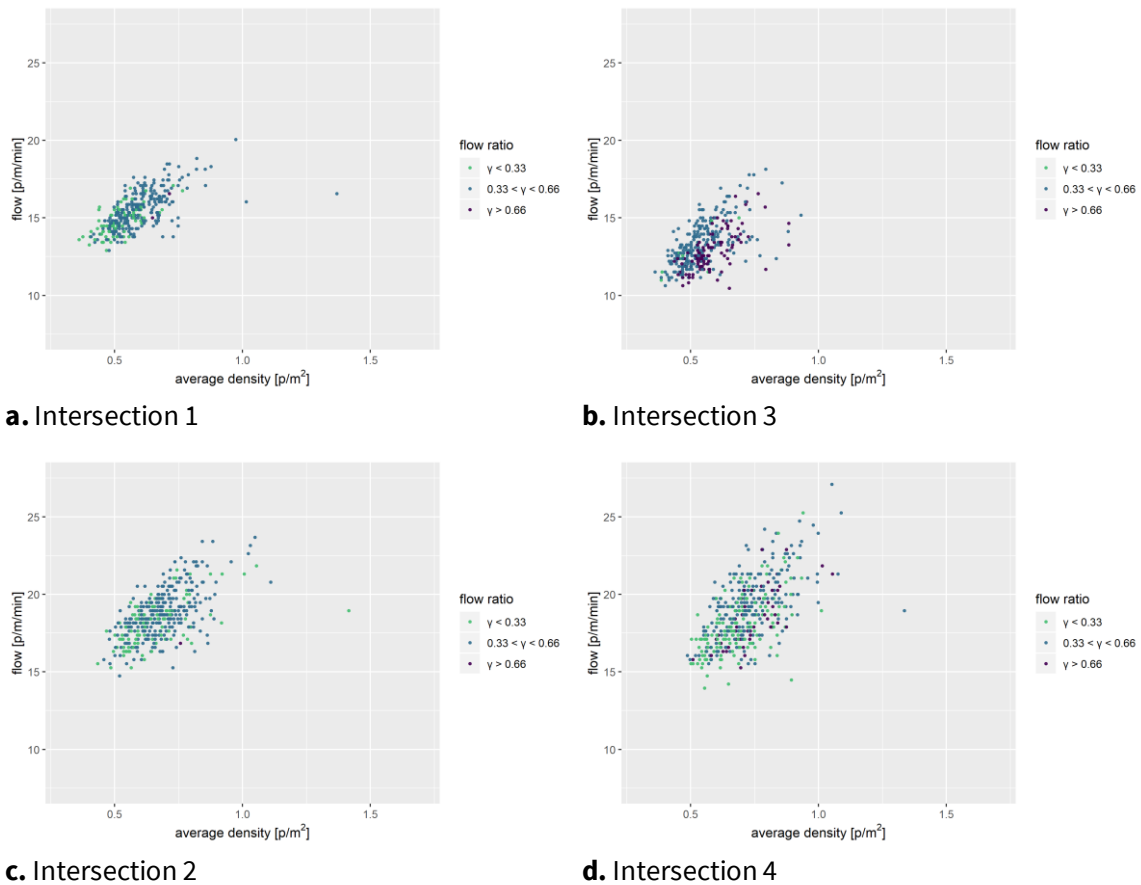 25
20
15
10
flow [p/m/min]
0.5 1.0 1.5
average density [p/m²]
flow ratio
γ < 0.33
0.33 < γ < 0.66
γ > 0.66
a. Intersection 1
25
20
15
10
flow [p/m/min]
0.5 1.0 1.5
average density [p/m²]
flow ratio
γ < 0.33
0.33 < γ < 0.66
γ > 0.66
b. Intersection 3
25
20
15
10
flow [p/m/min]
0.5 1.0 1.5
average density [p/m²]
flow ratio
γ < 0.33
0.33 < γ < 0.66
γ > 0.66
c. Intersection 2
25
20
15
10
flow [p/m/min]
0.5 1.0 1.5
average density [p/m²]
flow ratio
γ < 0.33
0.33 < γ < 0.66
γ > 0.66
d. Intersection 4